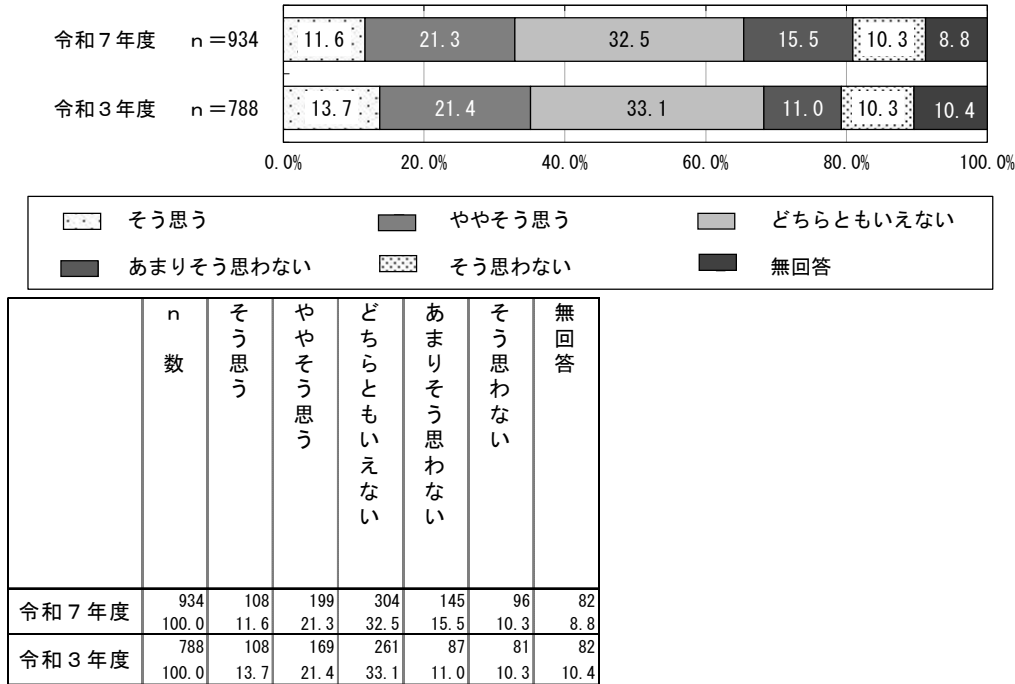 令和７年度　ｎ＝934　11.6　21.3　32.5　15.5　10.3　8.8
令和３年度　ｎ＝788　13.7　21.4　33.1　11.0　10.3　10.4
0.0%　20.0%　40.0%　60.0%　80.0%　100.0%
そう思う　ややそう思う　どちらともいえない
あまりそう思わない　そう思わない　無回答
ｎ数　そう思う　ややそう思う　どちらともいえない　あまりそう思わない　そう思わない　無回答
令和７年度　934　108　199　304　145　96　82
100.0　11.6　21.3　32.5　15.5　10.3　8.8
令和３年度　788　108　169　261　87　81　82
100.0　13.7　21.4　33.1　11.0　10.3　10.4